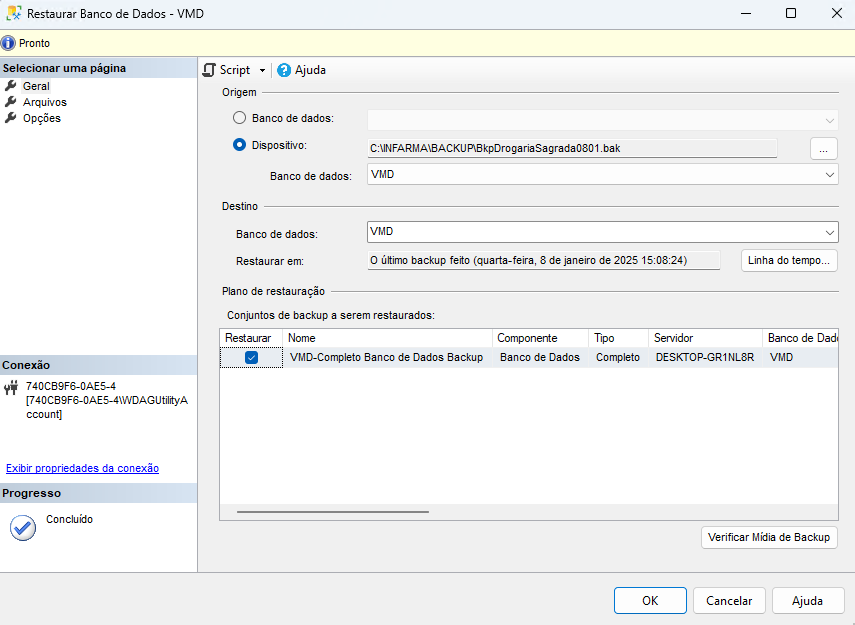 Restaurar Banco de Dados - VMD
Pronto
Selecionar uma página
Geral
Arquivos
Opções
Script
Ajuda
Origem
Banco de dados:
Dispositivo:
C:\INFARMA\BACKUP\BkpDrogariaSagrada0801.bak
...
Banco de dados:
VMD
Destino
Banco de dados:
VMD
Restaurar em:
O último backup feito (quarta-feira, 8 de janeiro de 2025 15:08:24)
Linha do tempo...
Plano de restauração
Conjuntos de backup a serem restaurados:
Restaurar Nome Componente Tipo Servidor Banco de Dado
VMD-Completo Banco de Dados Backup Banco de Dados Completo DESKTOP-GR1NL8R VMD
Verificar Mídia de Backup
Conexão
740CB9F6-0AE5-4
[740CB9F6-0AE5-4\WDAGUtilityA
ccount]
Exibir propriedades da conexão
Progresso
Concluído
OK
Cancelar
Ajuda